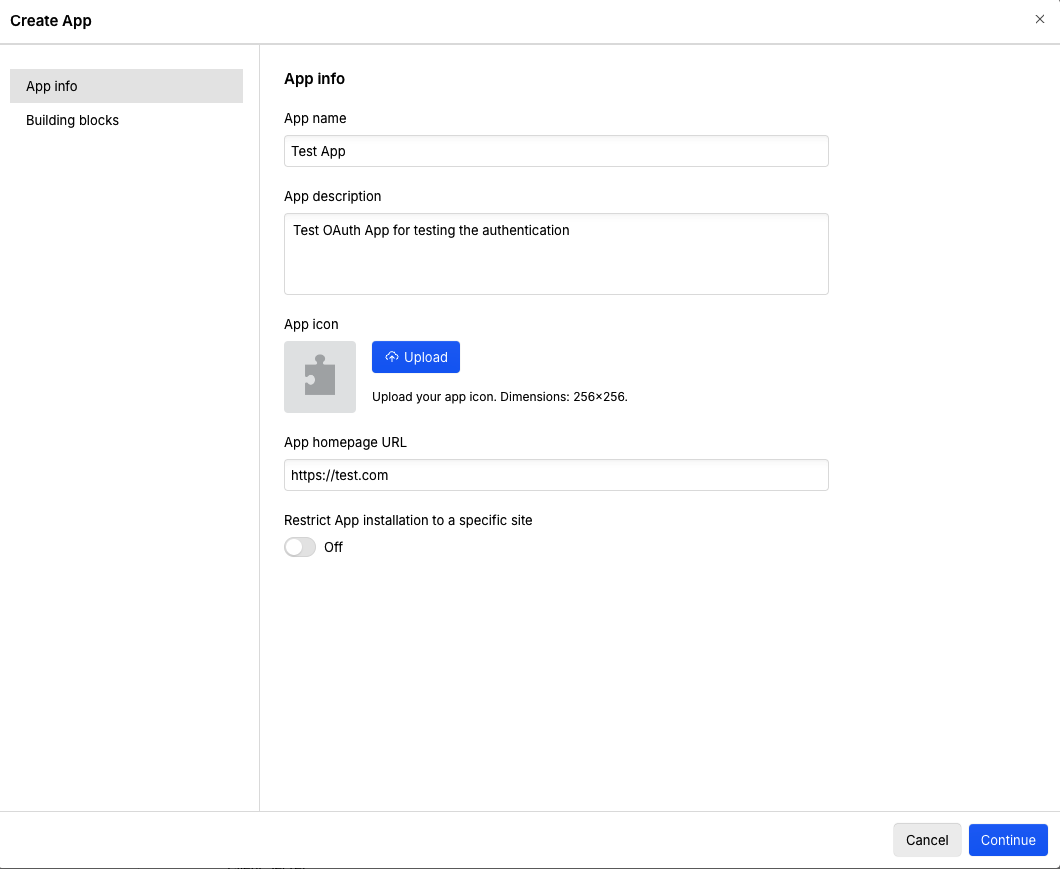 Create App
App info
Building blocks
App info
App name
Test App
App description
Test OAuth App for testing the authentication
App icon
Upload
Upload your app icon. Dimensions: 256×256.
App homepage URL
https://test.com
Restrict App installation to a specific site
Off
Cancel
Continue